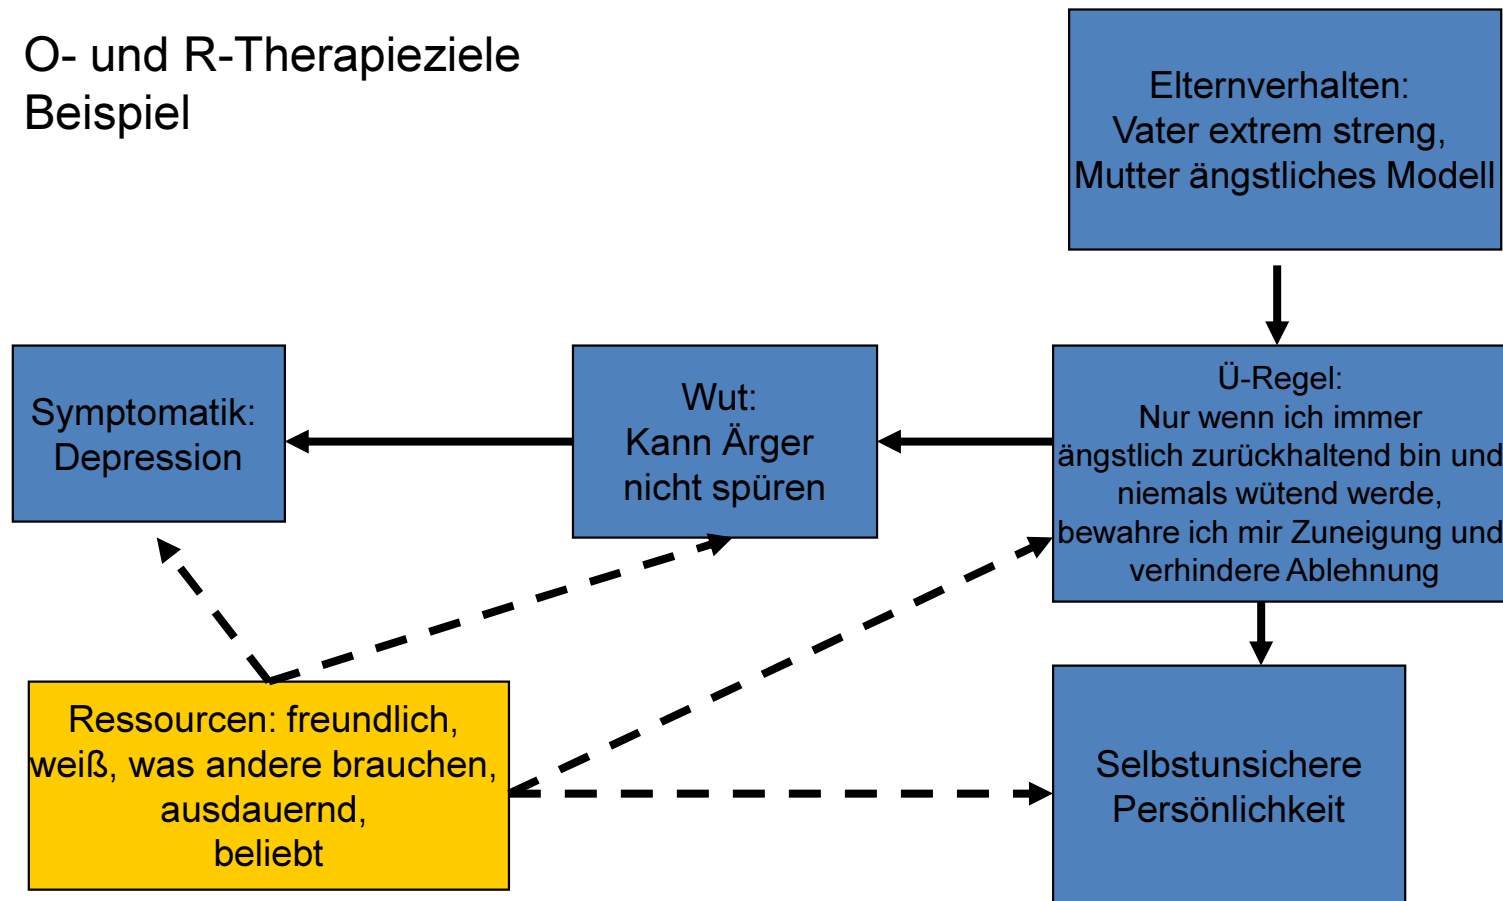 O- und R-Therapieziele
Beispiel
Elternverhalten:
Vater extrem streng,
Mutter ängstliches Modell
Symptomatik:
Depression
Wut:
Kann Ärger
nicht spüren
Ü-Regel:
Nur wenn ich immer
ängstlich zurückhaltend bin und
niemals wütend werde,
bewahre ich mir Zuneigung und
verhindere Ablehnung
Ressourcen: freundlich,
weiß, was andere brauchen,
ausdauernd,
beliebt
Selbstunsichere
Persönlichkeit